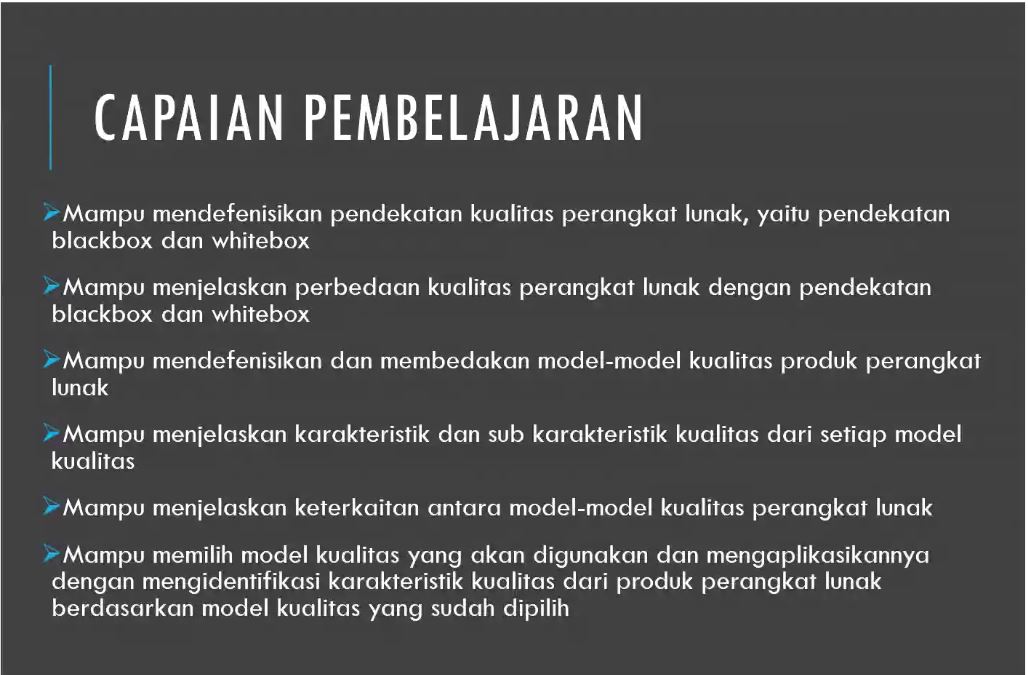 CAPAIAN PEMBELAJARAN
➢Mampu mendefenisikan pendekatan kualitas perangkat lunak, yaitu pendekatan
blackbox dan whitebox
➢Mampu menjelaskan perbedaan kualitas perangkat lunak dengan pendekatan
blackbox dan whitebox
➢Mampu mendefenisikan dan membedakan model-model kualitas produk perangkat
lunak
➢Mampu menjelaskan karakteristik dan sub karakteristik kualitas dari setiap model
kualitas
➢Mampu menjelaskan keterkaitan antara model-model kualitas perangkat lunak
➢Mampu memilih model kualitas yang akan digunakan dan mengaplikasikannya
dengan mengidentifikasi karakteristik kualitas dari produk perangkat lunak
berdasarkan model kualitas yang sudah dipilih